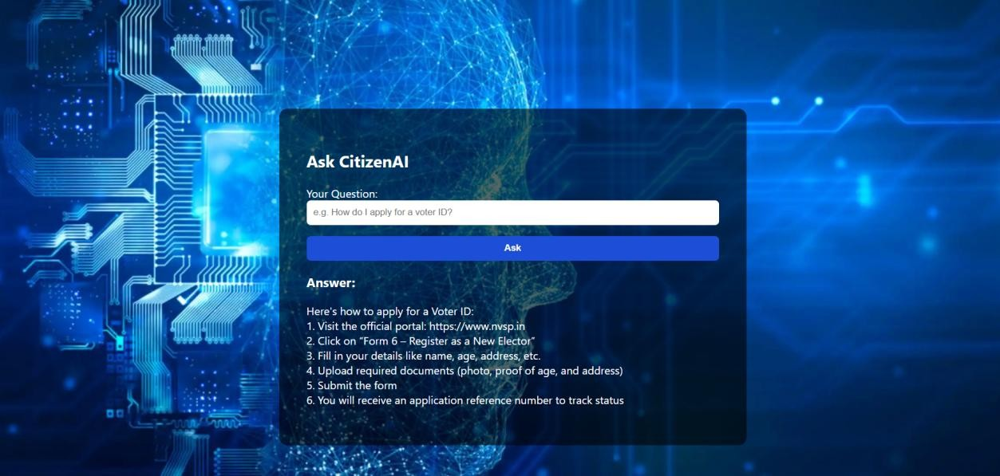 Ask CitizenAI
Your Question:
e.g. How do I apply for a voter ID?
Ask
Answer:
Here's how to apply for a Voter ID:
1. Visit the official portal: https://www.nvsp.in
2. Click on “Form 6 – Register as a New Elector”
3. Fill in your details like name, age, address, etc.
4. Upload required documents (photo, proof of age, and address)
5. Submit the form
6. You will receive an application reference number to track status